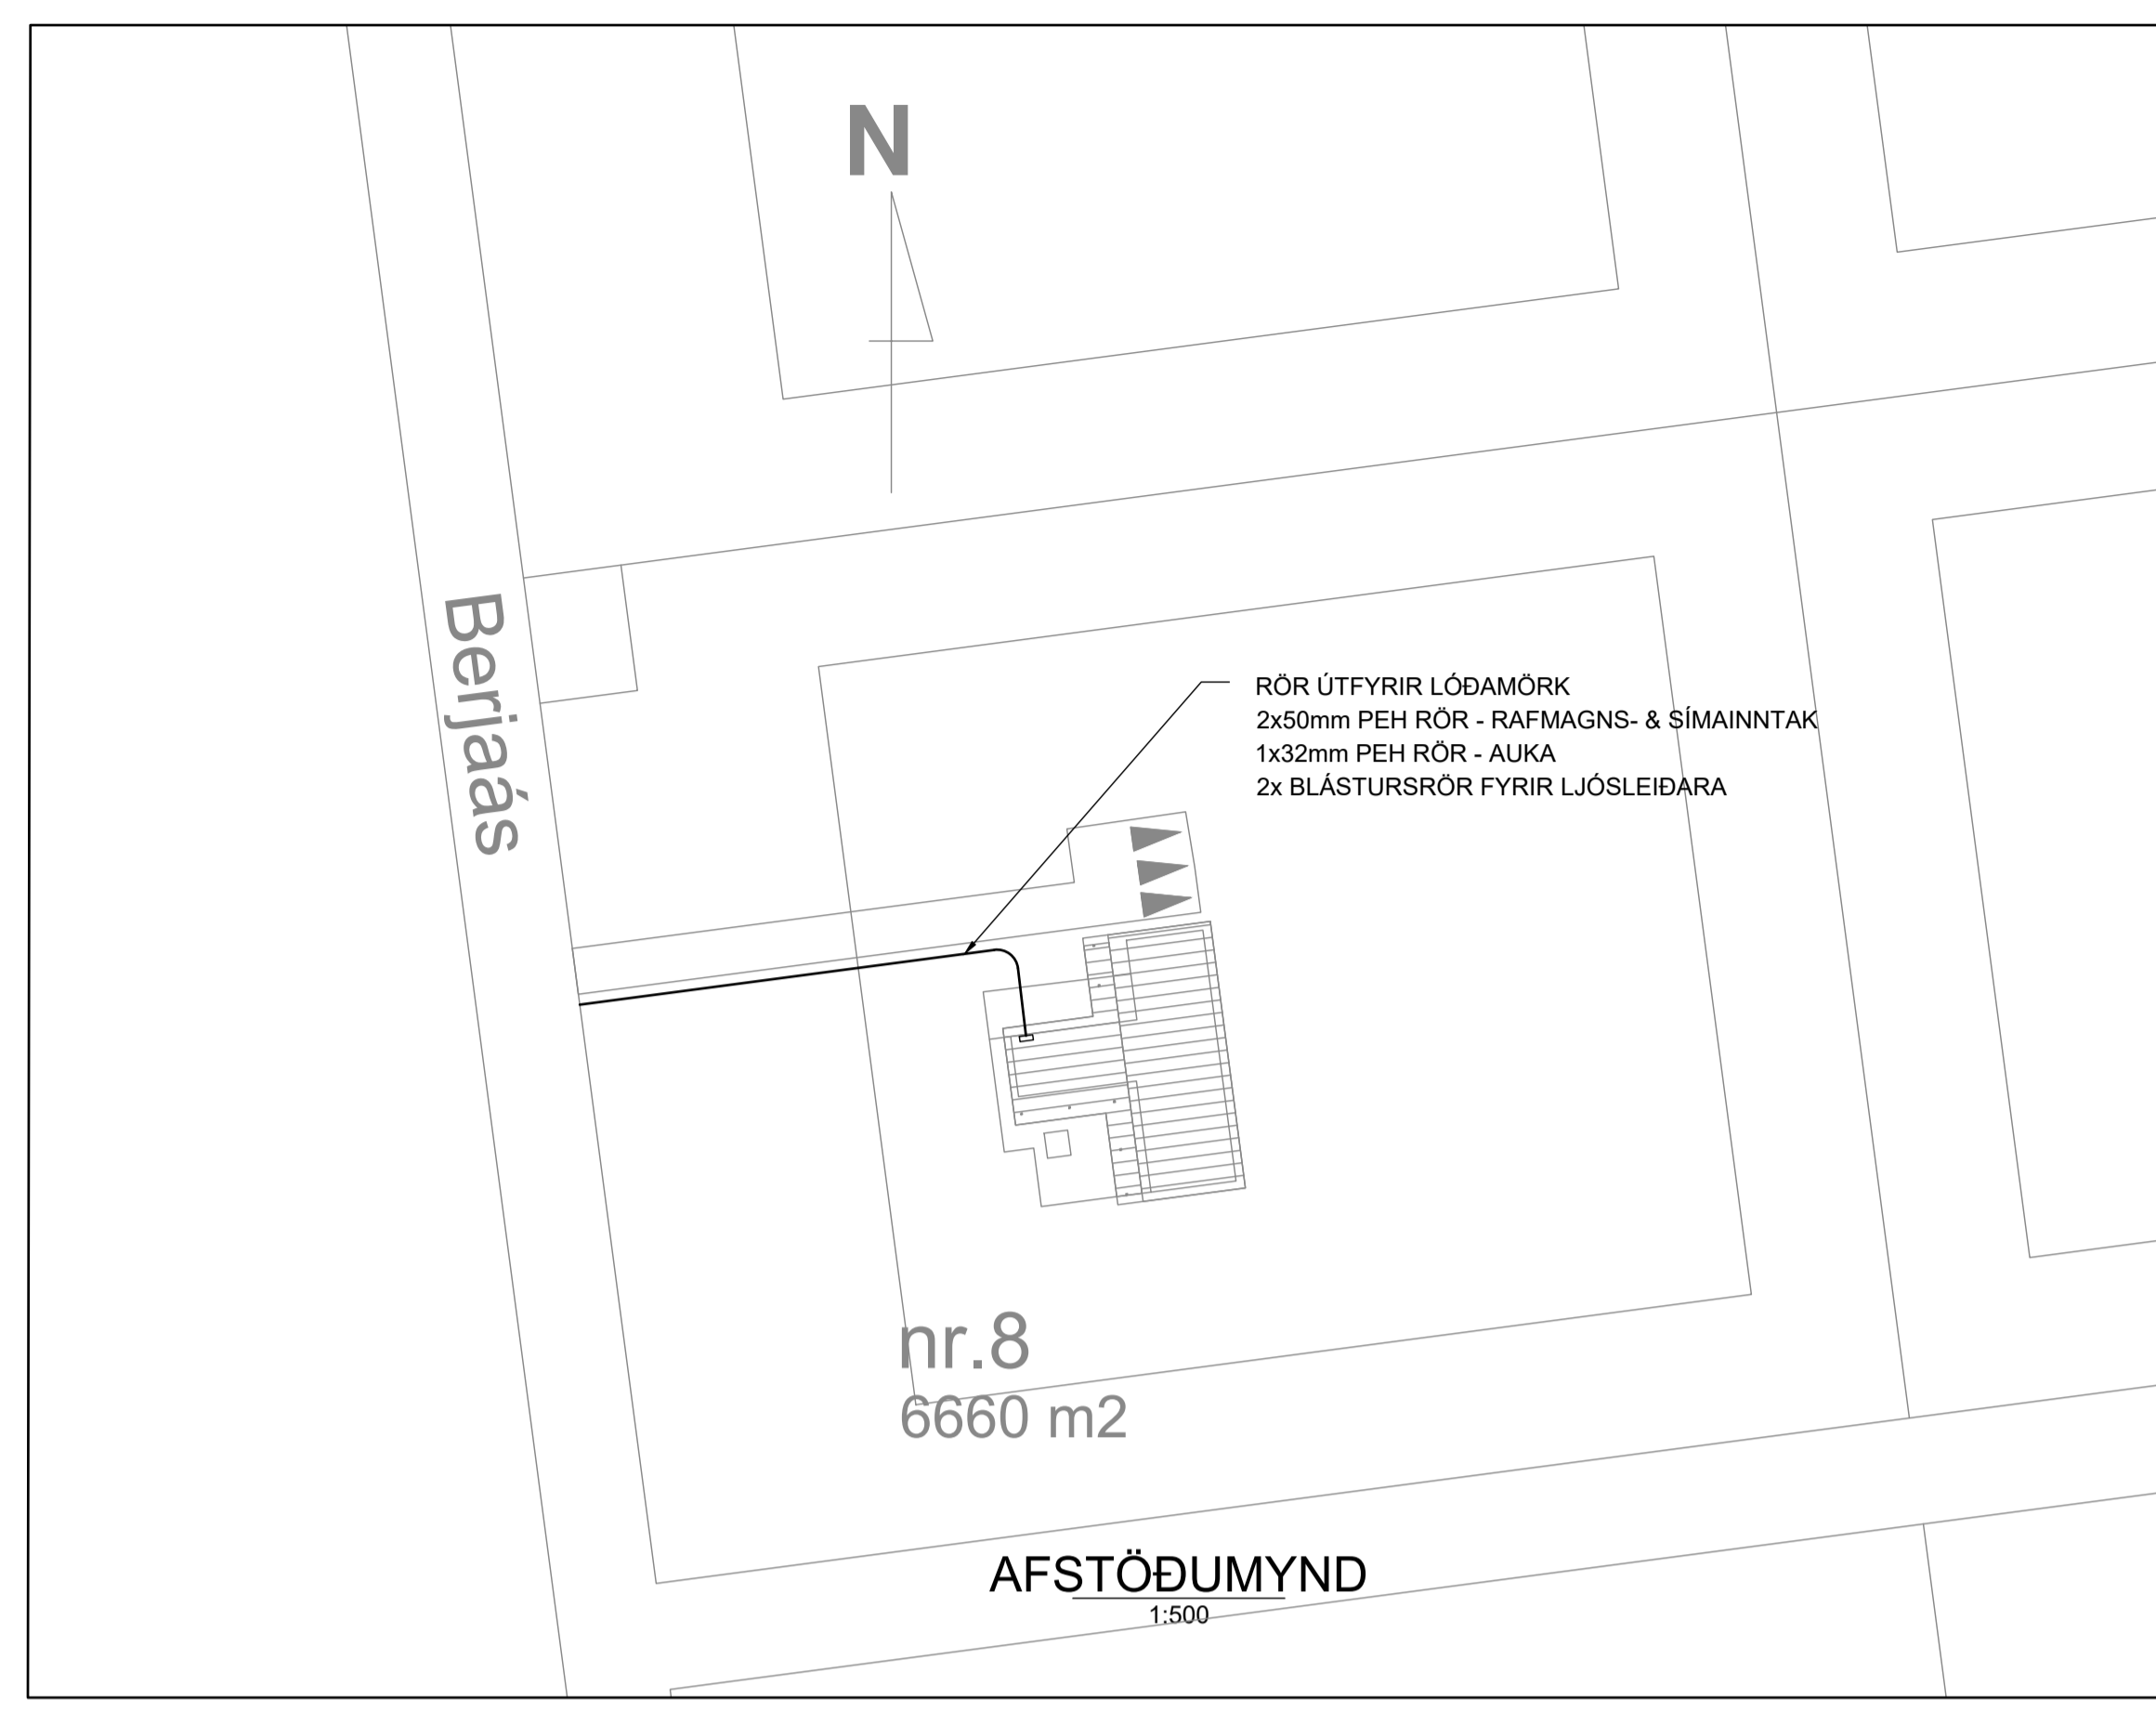 N
Berjaás
RÖR ÚTFYRIR LÓÐAMÖRK
2x50mm PEH RÖR - RAFMAGNS- & SÍMAINNTAK
1x32mm PEH RÖR - AUKA
2x BLÁSTURSRÖR FYRIR LJÓSLEIÐARA
nr.8
6660 m2
AFSTÖÐUMYND
1:500